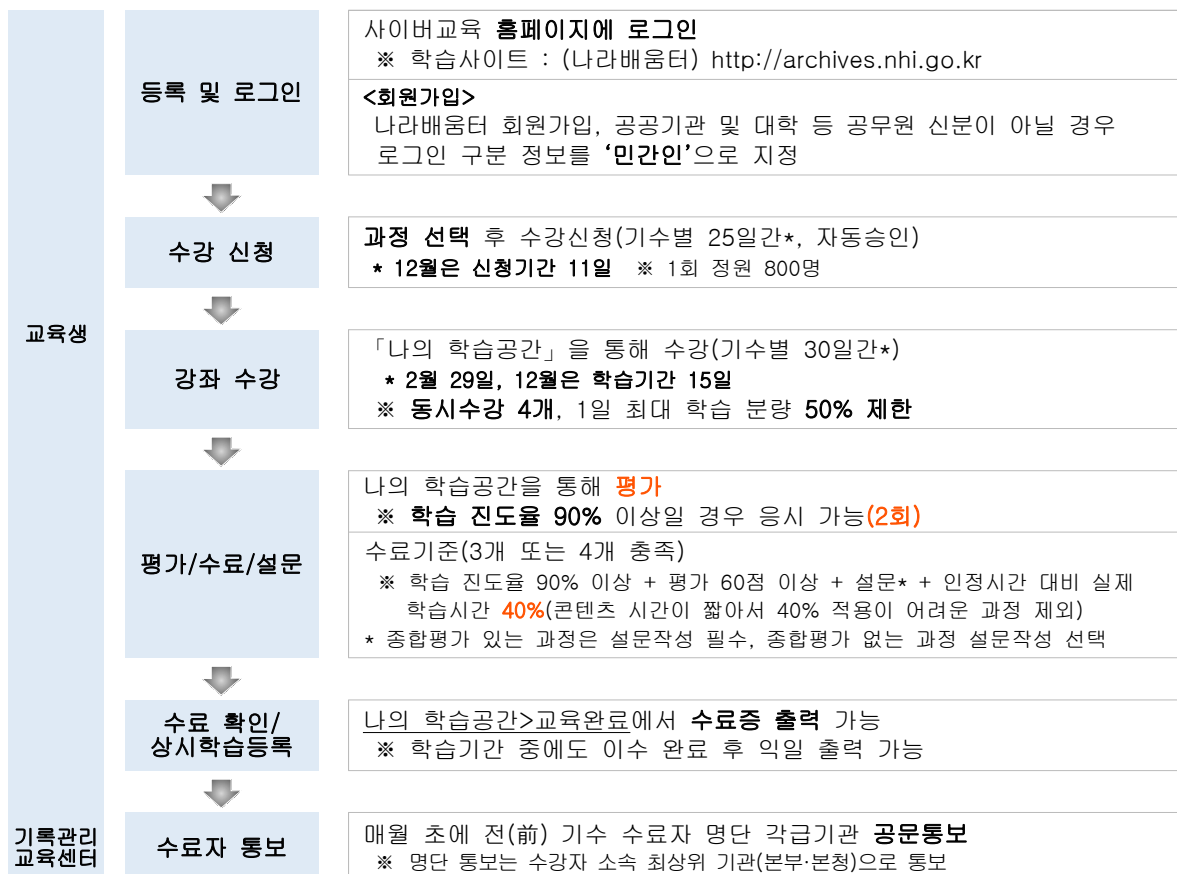 교육생
등록 및 로그인
사이버교육 홈페이지에 로그인
※ 학습사이트 : (나라배움터) http://archives.nhi.go.kr
<회원가입>
나라배움터 회원가입, 공공기관 및 대학 등 공무원 신분이 아닐 경우
로그인 구분 정보를 ‘민간인’으로 지정
수강 신청
과정 선택 후 수강신청(기수별 25일간*, 자동승인)
* 12월은 신청기간 11일 ※ 1회 정원 800명
강좌 수강
「나의 학습공간」을 통해 수강(기수별 30일간*)
* 2월 29일, 12월은 학습기간 15일
※ 동시수강 4개, 1일 최대 학습 분량 50% 제한
평가/수료/설문
나의 학습공간을 통해 평가
※ 학습 진도율 90% 이상일 경우 응시 가능(2회)
수료기준(3개 또는 4개 충족)
※ 학습 진도율 90% 이상 + 평가 60점 이상 + 설문* + 인정시간 대비 실제
학습시간 40%(콘텐츠 시간이 짧아서 40% 적용이 어려운 과정 제외)
* 종합평가 있는 과정은 설문작성 필수, 종합평가 없는 과정 설문작성 선택
수료 확인/
상시학습등록
나의 학습공간>교육완료에서 수료증 출력 가능
※ 학습기간 중에도 이수 완료 후 익일 출력 가능
기록관리
교육센터
수료자 통보
매월 초에 전(前) 기수 수료자 명단 각급기관 공문통보
※ 명단 통보는 수강자 소속 최상위 기관(본부·본청)으로 통보